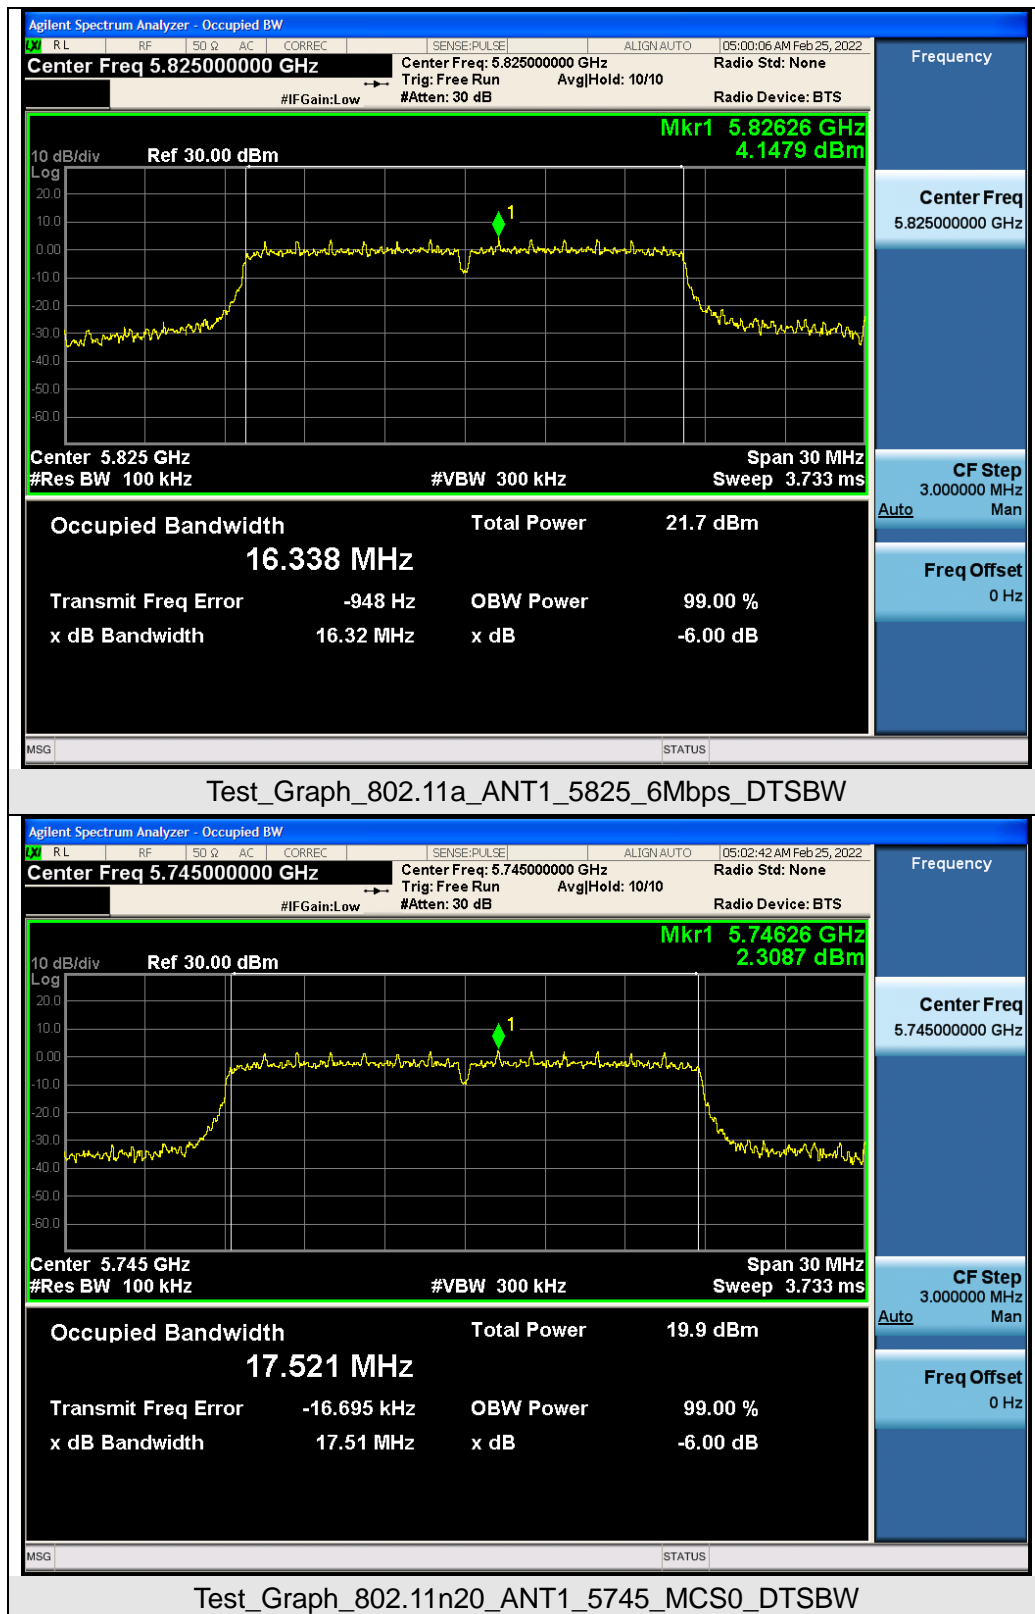 Agilent Spectrum Analyzer - Occupied BW
LXI RL RF 50 Ω AC CORREC SENSE:PULSE ALIGN AUTO 05:00:06 AM Feb 25, 2022
Center Freq 5.825000000 GHz
Center Freq: 5.825000000 GHz
Radio Std: None
Trig: Free Run Avg|Hold: 10/10
#IFGain:Low #Atten: 30 dB Radio Device: BTS
Mkr1 5.82626 GHz
4.1479 dBm
10 dB/div Ref 30.00 dBm
Log
20.0
10.0
0.00
-10.0
-20.0
-30.0
-40.0
-50.0
-60.0
1
Center 5.825 GHz Span 30 MHz
#Res BW 100 kHz #VBW 300 kHz Sweep 3.733 ms
Occupied Bandwidth Total Power 21.7 dBm
16.338 MHz
Transmit Freq Error -948 Hz OBW Power 99.00 %
x dB Bandwidth 16.32 MHz x dB -6.00 dB
MSG STATUS
Frequency
Center Freq
5.825000000 GHz
CF Step
3.000000 MHz
Auto Man
Freq Offset
0 Hz
Test_Graph_802.11a_ANT1_5825_6Mbps_DTSBW
Agilent Spectrum Analyzer - Occupied BW
LXI RL RF 50 Ω AC CORREC SENSE:PULSE ALIGN AUTO 05:02:42 AM Feb 25, 2022
Center Freq 5.745000000 GHz
Center Freq: 5.745000000 GHz
Radio Std: None
Trig: Free Run Avg|Hold: 10/10
#IFGain:Low #Atten: 30 dB Radio Device: BTS
Mkr1 5.74626 GHz
2.3087 dBm
10 dB/div Ref 30.00 dBm
Log
20.0
10.0
0.00
-10.0
-20.0
-30.0
-40.0
-50.0
-60.0
1
Center 5.745 GHz Span 30 MHz
#Res BW 100 kHz #VBW 300 kHz Sweep 3.733 ms
Occupied Bandwidth Total Power 19.9 dBm
17.521 MHz
Transmit Freq Error -16.695 kHz OBW Power 99.00 %
x dB Bandwidth 17.51 MHz x dB -6.00 dB
MSG STATUS
Frequency
Center Freq
5.745000000 GHz
CF Step
3.000000 MHz
Auto Man
Freq Offset
0 Hz
Test_Graph_802.11n20_ANT1_5745_MCS0_DTSBW